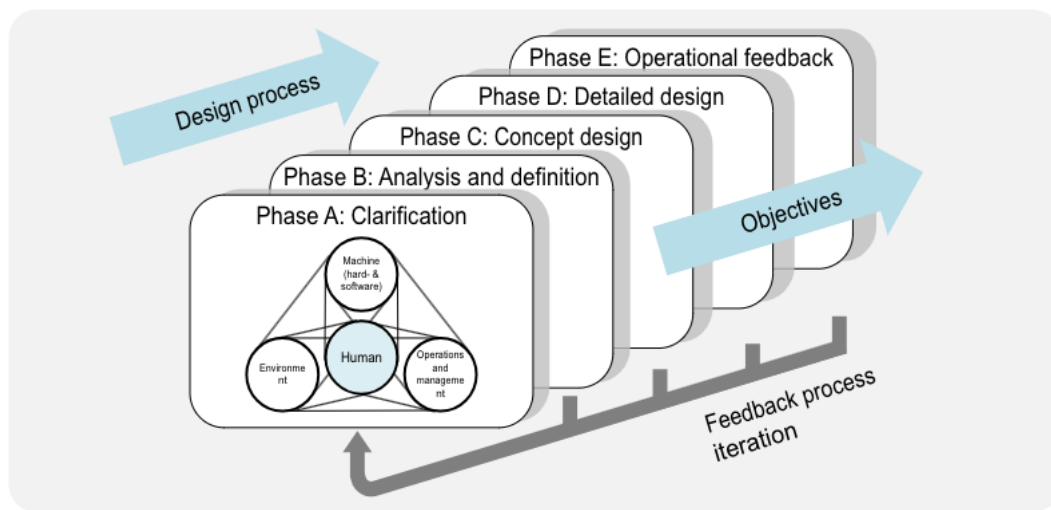 Design process
Phase E: Operational feedback
Phase D: Detailed design
Phase C: Concept design
Phase B: Analysis and definition
Phase A: Clarification
Objectives
Machine
(hard- &
software)
Human
Environme
nt
Operations
and
manageme
nt
Feedback process
iteration